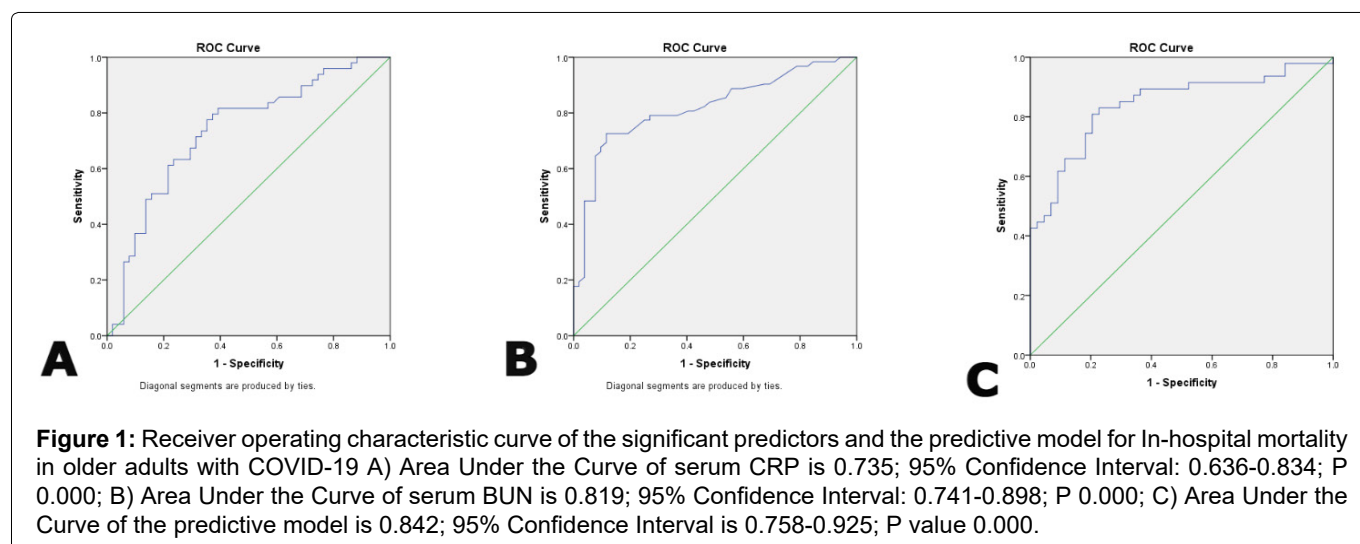 ROC Curve
1.0
0.8
0.6
0.4
0.2
0.0
Sensitivity
0.0 0.2 0.4 0.6 0.8 1.0
1 - Specificity
Diagonal segments are produced by ties.
A
ROC Curve
1.0
0.8
0.6
0.4
0.2
0.0
Sensitivity
0.0 0.2 0.4 0.6 0.8 1.0
1 - Specificity
Diagonal segments are produced by ties.
B
ROC Curve
1.0
0.8
0.6
0.4
0.2
0.0
Sensitivity
0.0 0.2 0.4 0.6 0.8 1.0
1 - Specificity
C
Figure 1: Receiver operating characteristic curve of the significant predictors and the predictive model for In-hospital mortality
in older adults with COVID-19 A) Area Under the Curve of serum CRP is 0.735; 95% Confidence Interval: 0.636-0.834; P
0.000; B) Area Under the Curve of serum BUN is 0.819; 95% Confidence Interval: 0.741-0.898; P 0.000; C) Area Under the
Curve of the predictive model is 0.842; 95% Confidence Interval is 0.758-0.925; P value 0.000.